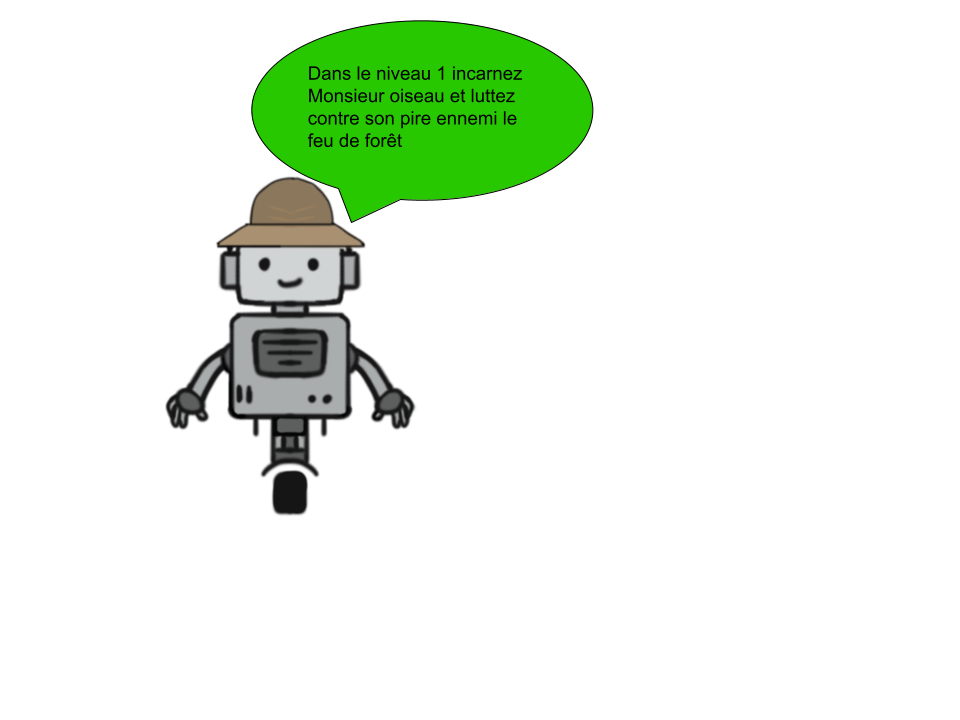 Dans le niveau 1 incarnez
Monsieur oiseau et luttez
contre son pire ennemi le
feu de forêt